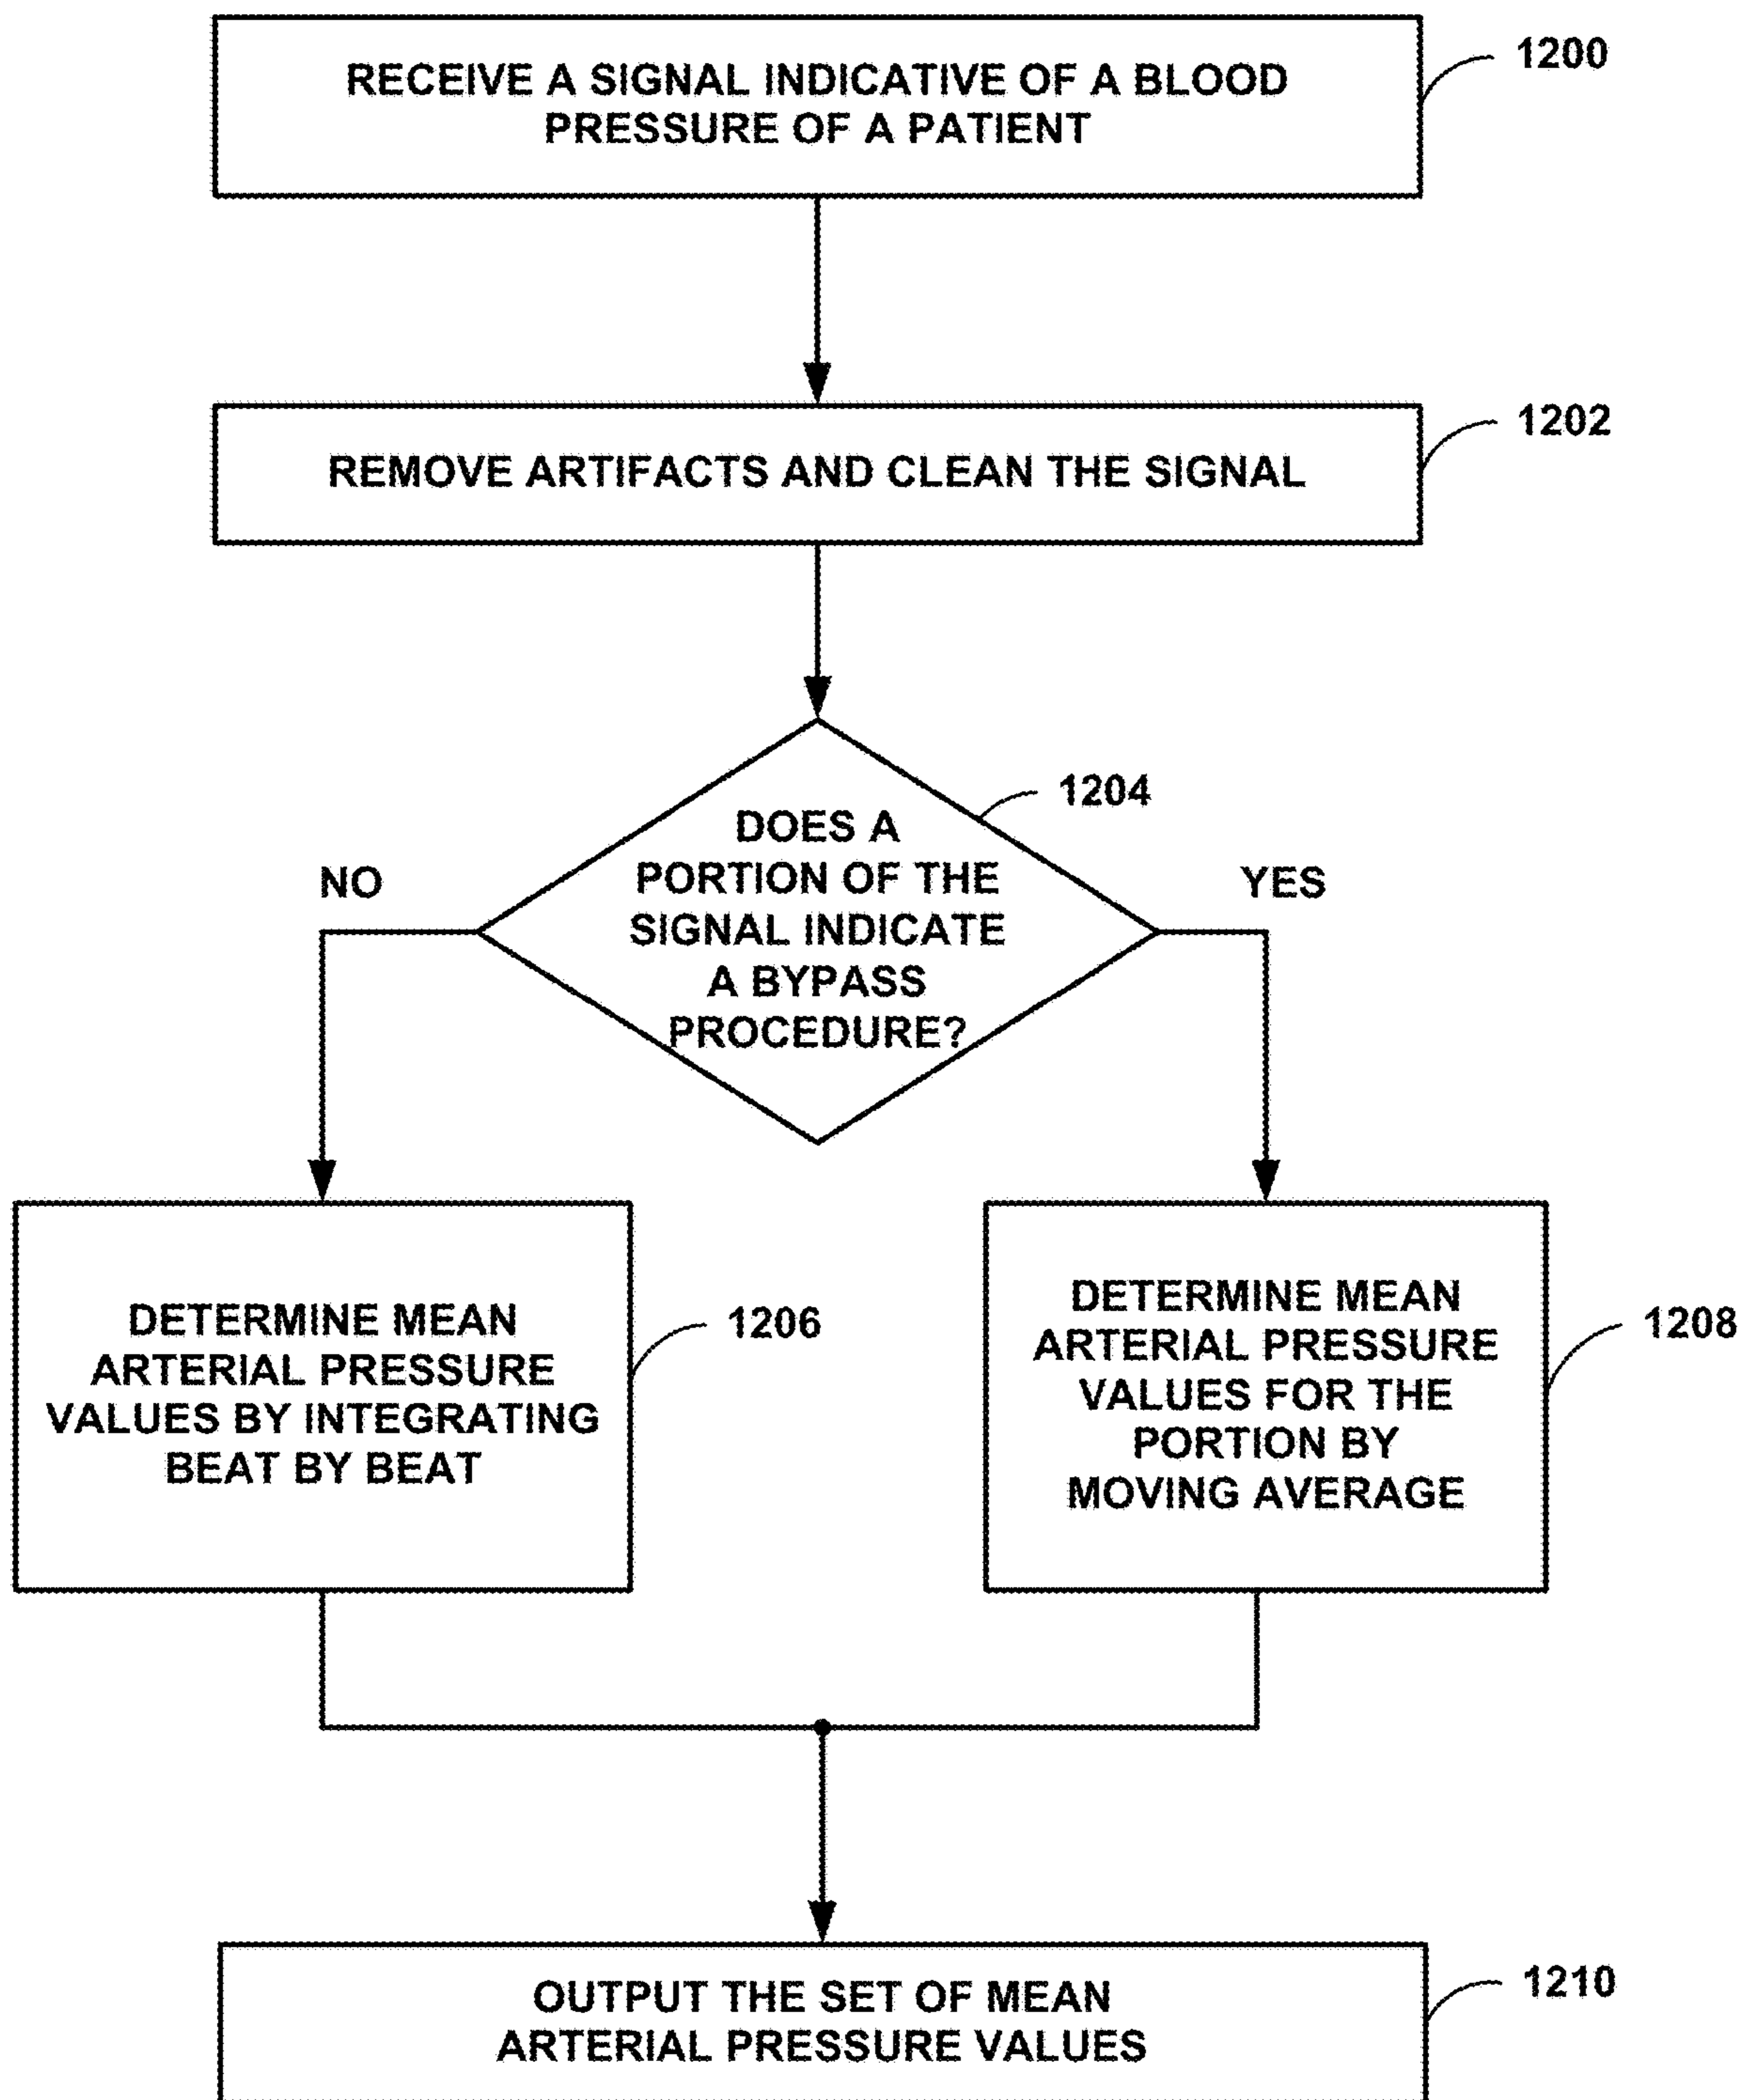 RECEIVE A SIGNAL INDICATIVE OF A BLOOD
PRESSURE OF A PATIENT
1200
REMOVE ARTIFACTS AND CLEAN THE SIGNAL
1202
DOES A
PORTION OF THE
SIGNAL INDICATE
A BYPASS
PROCEDURE?
1204
NO
YES
DETERMINE MEAN
ARTERIAL PRESSURE
VALUES BY INTEGRATING
BEAT BY BEAT
1206
DETERMINE MEAN
ARTERIAL PRESSURE
VALUES FOR THE
PORTION BY
MOVING AVERAGE
1208
OUTPUT THE SET OF MEAN
ARTERIAL PRESSURE VALUES
1210